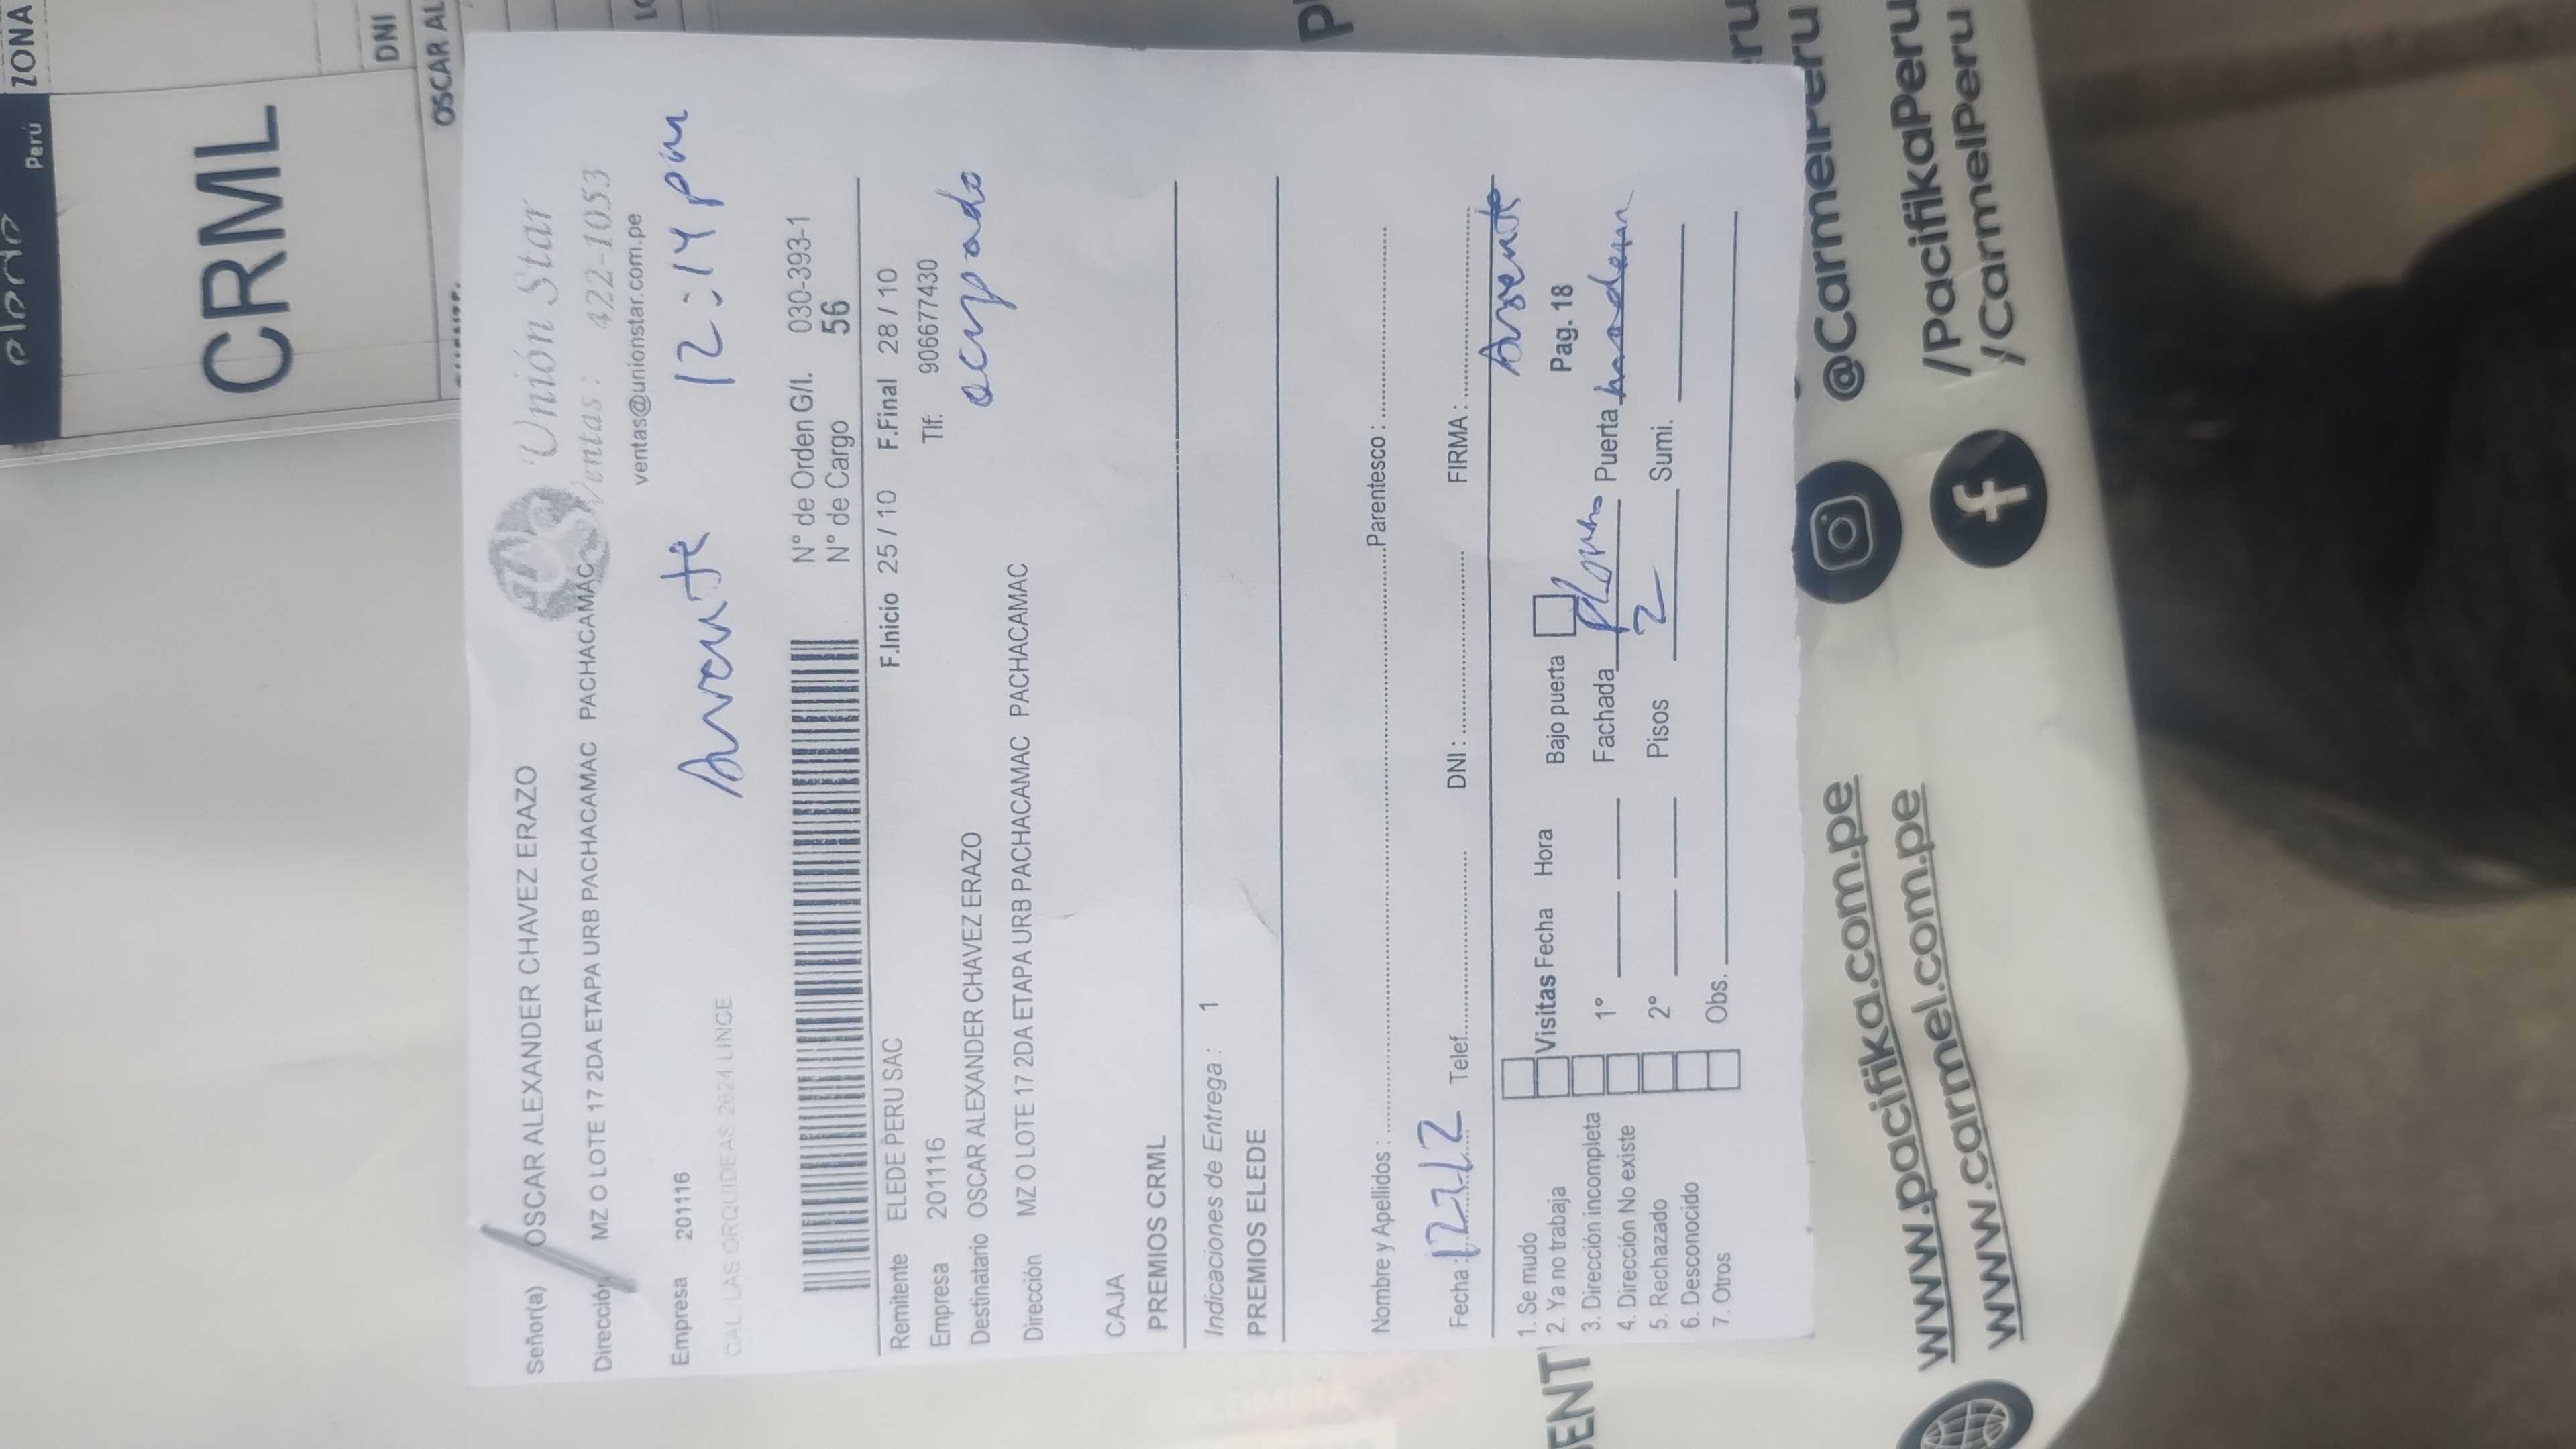 ZONA
Perú
CRML
DNI
OSCAR AL
Unión Star
Ventas : 422-1053
ventas@unionstar.com.pe
Señor(a) OSCAR ALEXANDER CHAVEZ ERAZO
Dirección MZ O LOTE 17 2DA ETAPA URB PACHACAMAC PACHACAMAC
Empresa 201116
Ausente 12:14 pm
CAL LAS ORQUIDEAS 2624 LINCE
N° de Orden G/I. 030-393-1
N° de Cargo 56
Remitente ELEDE PERU SAC F.Inicio 25 / 10 F.Final 28 / 10
Empresa 201116 Tlf: 906677430
Destinatario OSCAR ALEXANDER CHAVEZ ERAZO ocupado
Dirección MZ O LOTE 17 2DA ETAPA URB PACHACAMAC PACHACAMAC
CAJA
PREMIOS CRML
Indicaciones de Entrega : 1
PREMIOS ELEDE
Nombre y Apellidos : Parentesco :
Fecha : Telef. DNI : FIRMA :
Ausente
1. Se mudo
2. Ya no trabaja Visitas Fecha Hora Bajo puerta Pag. 18
3. Dirección incompleta
4. Dirección No existe 1° Fachada plomo Puerta
5. Rechazado 2° Pisos 2 Sumi.
6. Desconocido
7. Otros Obs.
@CarmelPeru
/PacifikaPeru
/CarmelPeru
www.pacifika.com.pe
www.carmel.com.pe